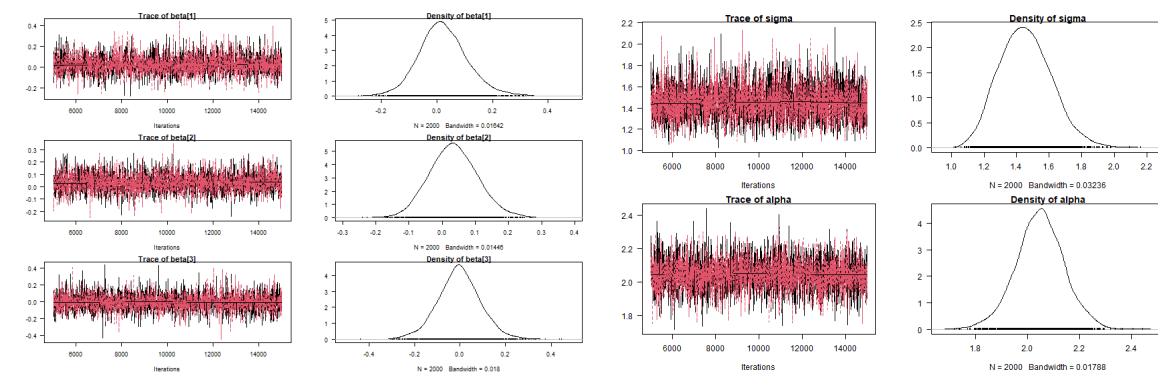 Trace of beta[1]
0.4
0.2
0.0
-0.2
6000 8000 10000 12000 14000
Iterations
Density of beta[1]
5
4
3
2
1
0
-0.2 0.0 0.2 0.4
N = 2000 Bandwidth = 0.01642
Trace of beta[2]
0.3
0.2
0.1
0.0
-0.1
-0.2
6000 8000 10000 12000 14000
Iterations
Density of beta[2]
5
4
3
2
1
0
-0.3 -0.2 -0.1 0.0 0.1 0.2 0.3 0.4
N = 2000 Bandwidth = 0.01446
Trace of beta[3]
0.4
0.2
0.0
-0.2
-0.4
6000 8000 10000 12000 14000
Iterations
Density of beta[3]
4
3
2
1
0
-0.4 -0.2 0.0 0.2 0.4
N = 2000 Bandwidth = 0.018
Trace of sigma
2.2
2.0
1.8
1.6
1.4
1.2
1.0
6000 8000 10000 12000 14000
Iterations
Density of sigma
2.5
2.0
1.5
1.0
0.5
0.0
1.0 1.2 1.4 1.6 1.8 2.0 2.2
N = 2000 Bandwidth = 0.03236
Trace of alpha
2.4
2.2
2.0
1.8
6000 8000 10000 12000 14000
Iterations
Density of alpha
5
4
3
2
1
0
1.8 2.0 2.2 2.4
N = 2000 Bandwidth = 0.01788